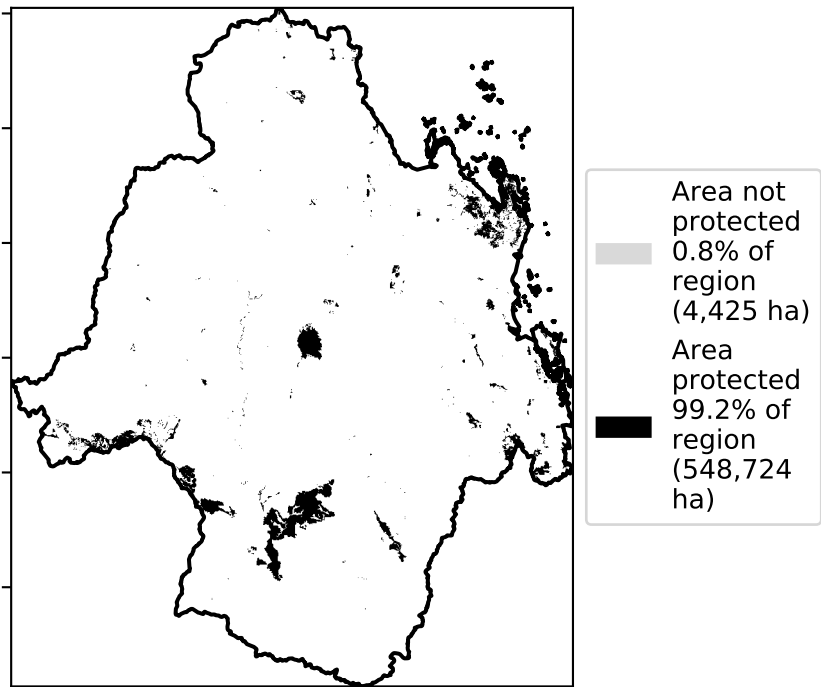 Area not
protected
0.8% of
region
(4,425 ha)
Area
protected
99.2% of
region
(548,724
ha)